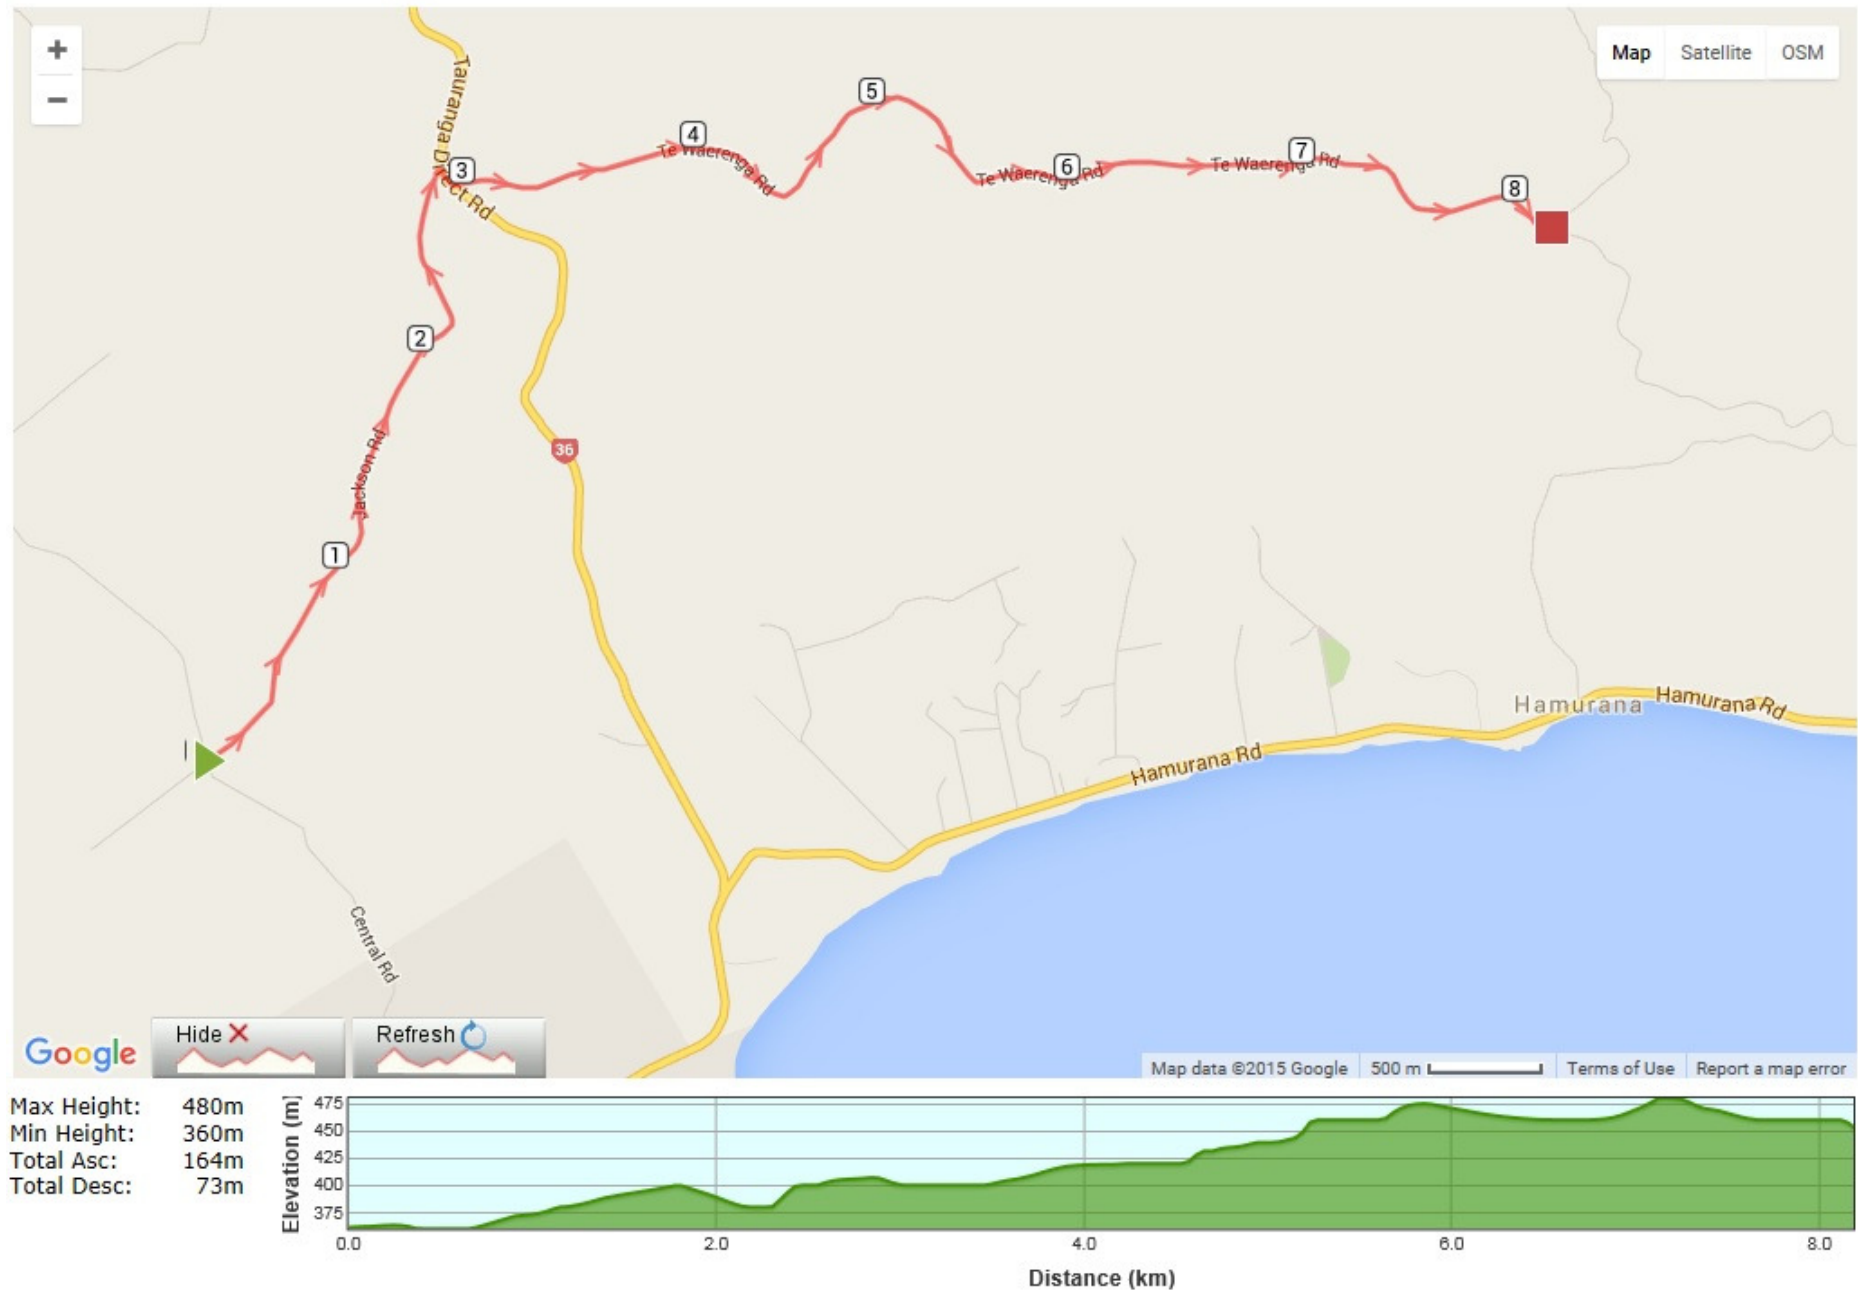 +
−
Map Satellite OSM
Tauranga Direct Rd
5
4
3
Te Waerenga Rd
6
Te Waerenga Rd
7
Te Waerenga Rd
8
2
36
Jackson Rd
1
Hamurana
Hamurana Rd
Hamurana Rd
Central Rd
Google
Hide
Refresh
Map data ©2015 Google 500 m Terms of Use Report a map error
Max Height: 480m
Min Height: 360m
Total Asc: 164m
Total Desc: 73m
Elevation (m)
475
450
425
400
375
0.0 2.0 4.0 6.0 8.0
Distance (km)